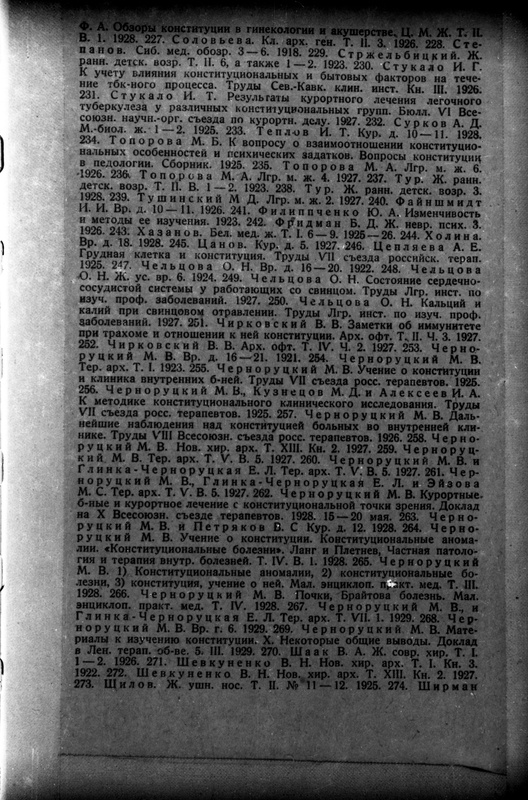 Ф. А. Обзоры конституции в гинекологии и акушерстве. Ц. М. Ж. Т. II.
В. 1. 1928. 227. Соловьева. Кл. арх. ген. Т. II. 3. 1926. 228. Сте-
панов. Сиб. мед. обозр. 3—6. 1918. 229. Стржельбицкий. Ж.
ранн. детск. возр. Т. II. 6, а также 1—2. 1923. 230. Стукало И. Г.
К учету влияния конституциональных и бытовых факторов на тече-
ние тбк-ного процесса. Труды Сев.-Кавк. клин. инст. Кн. III. 1926.
231. Стукало И. Т. Результаты курортного лечения легочного
туберкулеза у различных конституциональных групп. Бюлл. VI Все-
союзн. научн.-орг. съезда по курортн. делу. 1927. 232. Сурков А. Д.
М.-биол. ж. 1—2. 1925. 233. Теплов И. Т. Кур. д. 10—11. 1928.
234. Топорова М. Б. К вопросу о взаимоотношении конституцио-
нальных особенностей и психических задатков. Вопросы конституции
в педологии. Сборник. 1925. 235. Топорова М. А. Лгр. м. ж. 6.
1926. 236. Топорова М. А. Лгр. м. ж. 4. 1927. 237. Тур. Ж. ранн.
детск. возр. Т. П. В. 1—2. 1923. 238. Тур. Ж. ранн. детск. возр. 3.
1928. 239. Тушинский М Д. Лгр. м. ж. 2. 1927. 240. Файншмидт
И. И. Вр. д. 10—11. 1926. 241. Филипченко Ю. А. Изменчивость
и методы ее изучения. 1923. 242. Фридман Б. Д. Ж. невр. псих. 3.
1926. 243. Хазанов. Бел. мед. ж. Т. I. 6—9. 1925—26. 244. Хонина.
Вр. д. 18. 1928. 245. Цанов. Кур. д. 5. 1927. 246. Цепляева А. Е.
Грудная клетка и конституция. Труды VII съезда российск. терап.
1925. 247. Чельцова О. Н. Вр. д. 16—20. 1922. 248. Чельцова
О. Н. Ж. ус. вр. 6. 1924. 249. Чельцова О. Н. Состояние сердечно-
сосудистой системы у работающих со свинцом. Труды Лгр. инст. по
изуч. проф. заболеваний. 1927. 250. Чельцова О. Н. Кальций и
калий при свинцовом отравлении. Труды Лгр. инст. по изуч. проф.
заболеваний. 1927. 251. Чирковский В. В. Заметки об иммунитете
при трахоме и отношении к ней конституции. Арх. офт. Т. II. Ч. 3. 1927.
252. Чирковский В. В. Арх. офт. Т. IV. Ч. 2. 1927. 253. Черно-
руцкий М. В. Вр. д. 16—21. 1921. 254. Черноруцкий М. В.
Тер. арх. Т. I. 1923. 255. Черноруцкий М. В. Учение о конституции
и клиника внутренних б-ней. Труды VII съезда росс. терапевтов. 1925.
256. Черноруцкий М. В., Кузнецов М. Д. и Алексеев И. А.
К методике конституционального клинического исследования. Труды
VII съезда росс. терапевтов. 1925. 257. Черноруцкий М. В. Даль-
нейшие наблюдения над конституцией больных во внутренней кли-
нике. Труды VIII Всесоюзн. съезда росс. терапевтов. 1926. 258. Черно-
руцкий М. В. Нов. хир. арх. Т. XIII. Кн. 2. 1927. 259. Черноруц-
кий М. В. Тер. арх. Т. V. В. 5. 1927. 260. Черноруцкий М. В. и
Глинка-Черноруцкая Е. Л. Тер. арх. Т. V. В. 5. 1927. 261. Чер-
норуцкий М. В., Глинка-Черноруцкая Е. Л. и Эйзова
М. С. Тер. арх. Т. V. В. 5. 1927. 262. Черноруцкий М. В. Курортные
б-ные и курортное лечение с конституциональной точки зрения. Доклад
на X Всесоюзн. съезде терапевтов. 1928. 15—20 мая. 263. Черно-
руцкий М. В. и Петряков Б. С Кур. д. 12. 1928. 264. Черно-
руцкий М. В. Учение о конституции. Конституциональные анома-
лии. «Конституциональные болезни». Ланг и Плетнев, Частная патоло-
гия и терапия внутр. болезней. Т. IV. В. 1. 1928. 265. Черноруцкий
М. В. 1) Конституциональные аномалии, 2) конституциональные бо-
лезни, 3) конституция, учение о ней. Мал. энциклоп. практ. мед. Т. III.
1928. 266. Черноруцкий М. В. Почки, Брайтова болезнь. Мал.
энциклоп. практ. мед. Т. IV. 1928. 267. Черноруцкий М. В., и
Глинка-Черноруцкая Е. Л. Тер. арх. Т. VII. 1. 1929. 268. Чер-
норуцкий М. В. Вр. г. 6. 1929. 269. Черноруцкий М. В. Мате-
риалы к изучению конституции. X. Некоторые общие выводы. Доклад
в Лен. терап. об-ве. 5. III. 1929. 270. Шаак В. А. Ж. совр. хир. Т. I.
1—2. 1926. 271. Шевкуненко В. Н. Нов. хир. арх. Т. I. Кн. 3.
1922. 272. Шевкуненко В. Н. Нов. хир. арх. Т. XIII. Кн. 2. 1927.
273. Шилов. Ж. ушн. нос. Т. II. № 11—12. 1925. 274. Ширман